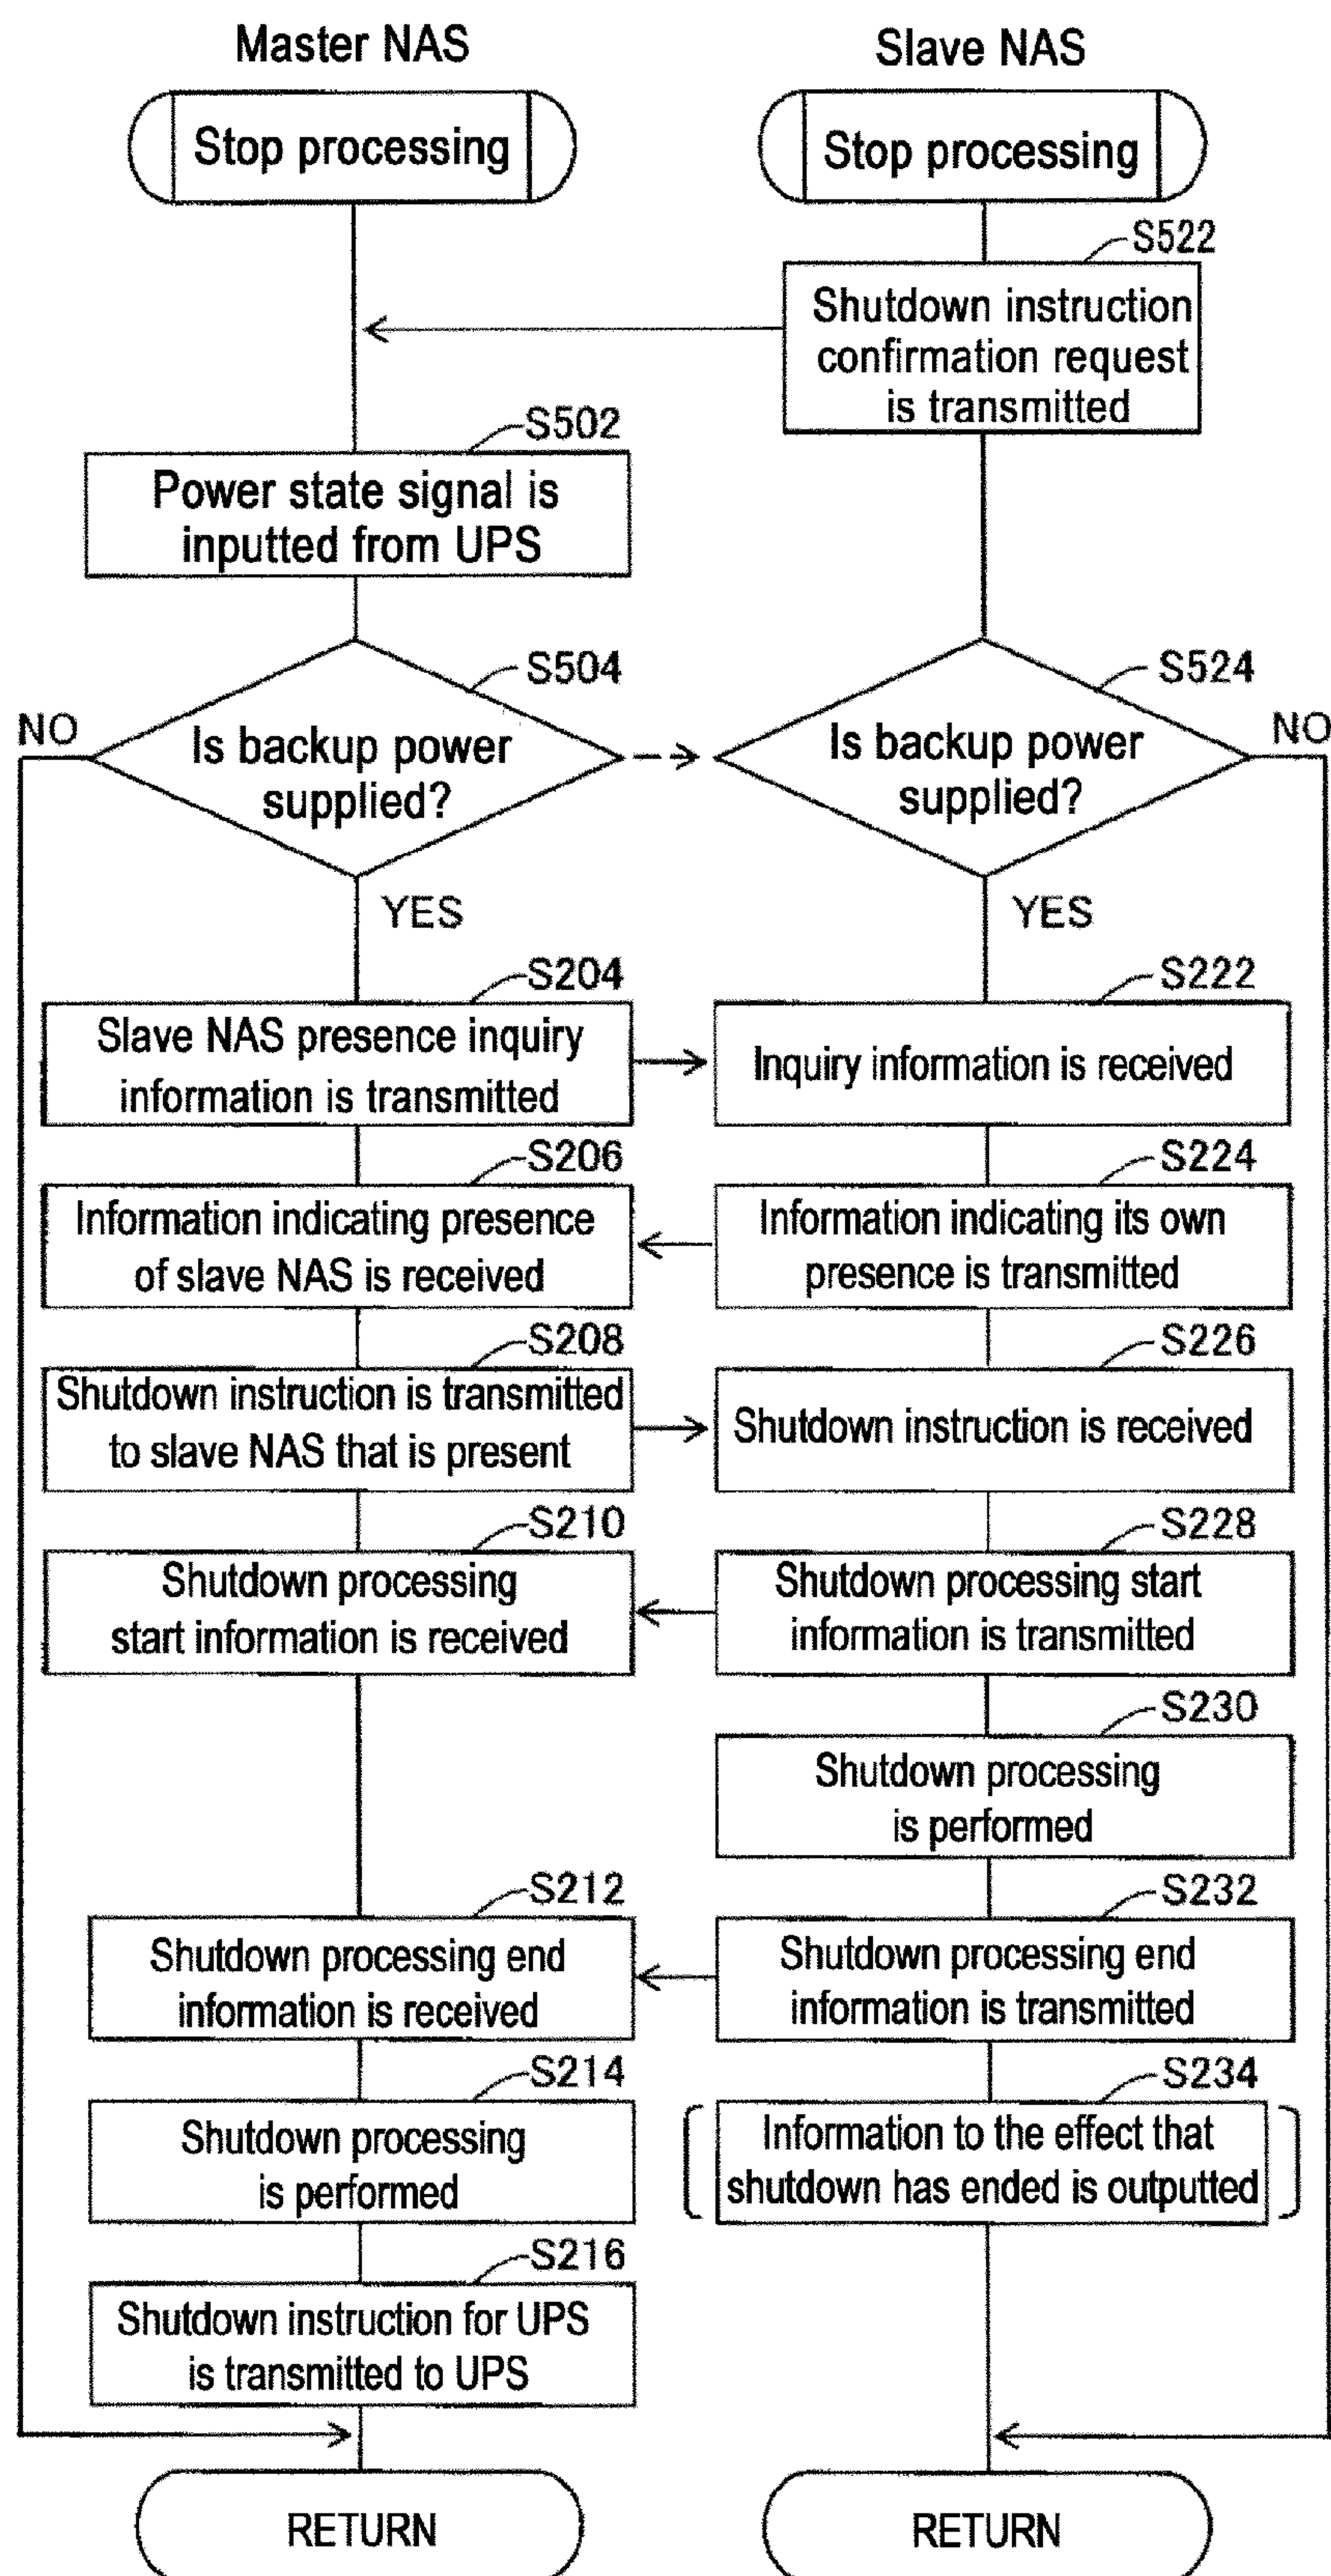 Master NAS
Slave NAS
Stop processing
Stop processing
S522
Shutdown instruction
confirmation request
is transmitted
S502
Power state signal is
inputted from UPS
S504
S524
NO
Is backup power
supplied?
Is backup power
supplied?
NO
YES
YES
S204
Slave NAS presence inquiry
information is transmitted
S222
Inquiry information is received
S206
Information indicating presence
of slave NAS is received
S224
Information indicating its own
presence is transmitted
S208
Shutdown instruction is transmitted
to slave NAS that is present
S226
Shutdown instruction is received
S210
Shutdown processing
start information is received
S228
Shutdown processing start
information is transmitted
S230
Shutdown processing
is performed
S212
Shutdown processing end
information is received
S232
Shutdown processing end
information is transmitted
S214
Shutdown processing
is performed
S234
Information to the effect that
shutdown has ended is outputted
S216
Shutdown instruction for UPS
is transmitted to UPS
RETURN
RETURN